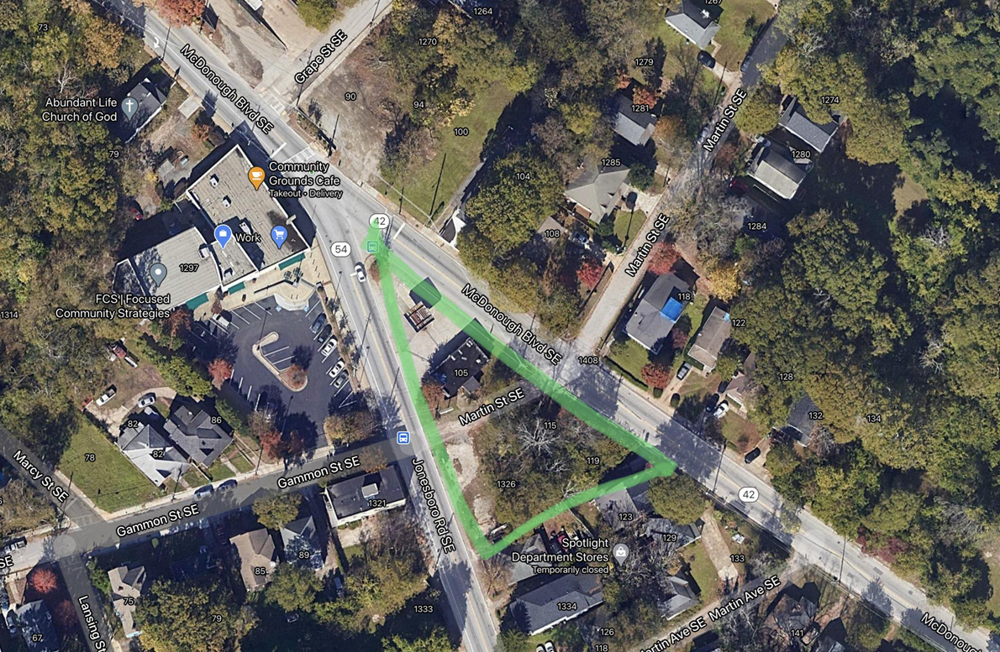 1267
1264
73
1270
Grape St SE
McDonough Blvd SE
1279
90
Abundant Life
Church of God
94
1281
1274
Martin St SE
100
79
1280
1285
Community
Grounds Cafe
Takeout • Delivery
104
42
1284
108
Martin St SE
Work
54
1297
118
FCS | Focused
Community Strategies
1314
McDonough Blvd SE
122
1408
105
128
Martin St SE
132
134
86
82
115
82
78
119
Gammon St SE
Marcy St SE
1326
42
Jonesboro Rd SE
1321
Gammon St SE
123
129
Spotlight
Department Stores
Temporarily closed
89
133
SE
85
75
Martin Ave SE
1334
1333
Lansing S
79
Martin Ave SE
126
141
McDonoug
67
118